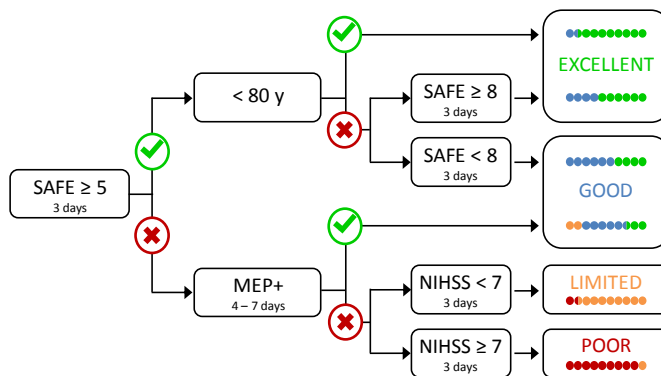 EXCELLENT
< 80 y
SAFE ≥ 8
3 days
SAFE < 8
3 days
SAFE ≥ 5
3 days
GOOD
MEP+
4 – 7 days
NIHSS < 7
3 days
LIMITED
NIHSS ≥ 7
3 days
POOR